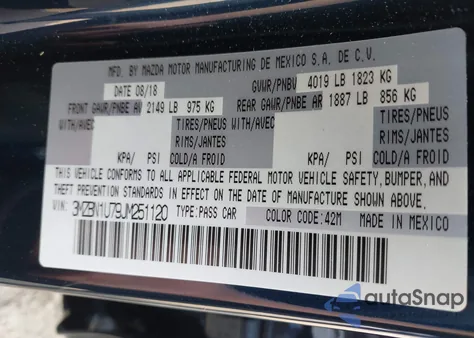 MFD. BY MAZDA MOTOR MANUFACTURING DE MEXICO S.A. DE C.V.
DATE 08/18 GVWR/PNBV 4019 LB 1823 KG
FRONT GAWR/PNBE AV 2149 LB 975 KG REAR GAWR/PNBE AR 1887 LB 856 KG
WITH/AVEC TIRES/PNEUS WITH/AVEC TIRES/PNEUS
RIMS/JANTES RIMS/JANTES
KPA/ PSI COLD/A FROID KPA/ PSI COLD/A FROID
THIS VEHICLE CONFORMS TO ALL APPLICABLE FEDERAL MOTOR VEHICLE SAFETY, BUMPER, AND
THEFT PREVENTION STANDARDS IN EFFECT ON THE DATE OF MANUFACTURE SHOWN ABOVE.
VIN: 3MZBN1U79JM251120 TYPE:PASS CAR COLOR CODE:42M MADE IN MEXICO
autoSnap